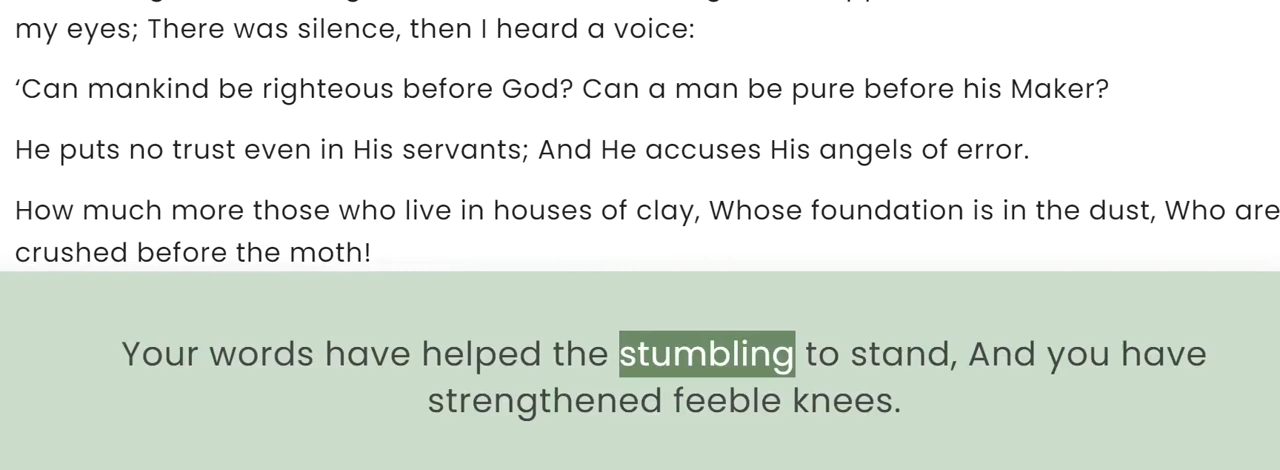 my eyes; There was silence, then I heard a voice:
‘Can mankind be righteous before God? Can a man be pure before his Maker?
He puts no trust even in His servants; And He accuses His angels of error.
How much more those who live in houses of clay, Whose foundation is in the dust, Who are
crushed before the moth!
Your words have helped the stumbling to stand, And you have
strengthened feeble knees.